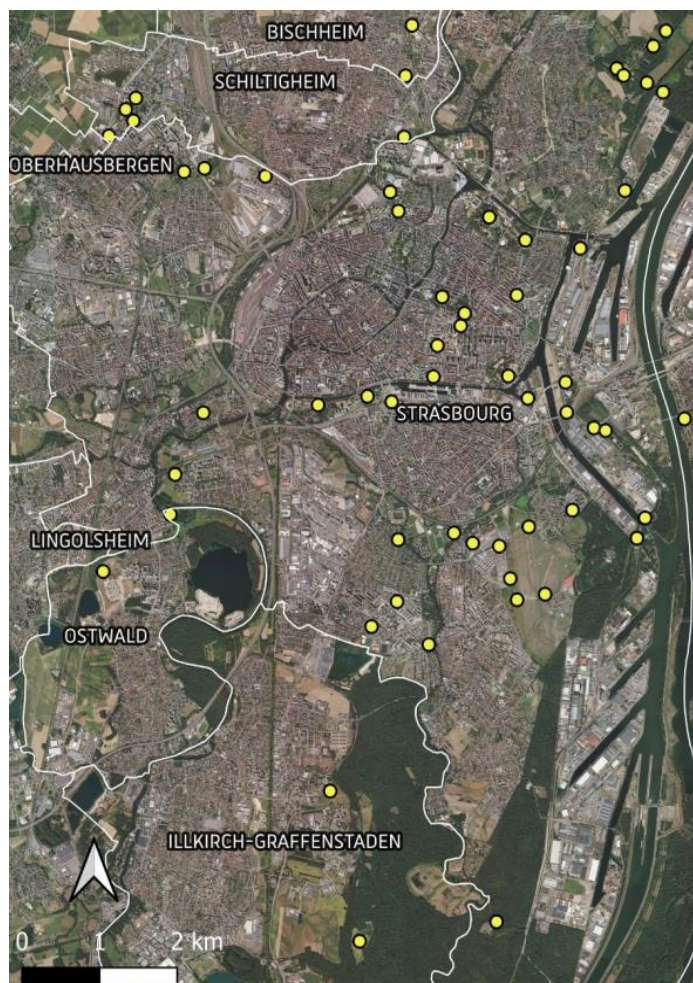 BISCHHEIM
SCHILTIGHEIM
OBERHAUSBERGEN
STRASBOURG
LINGOLSHEIM
OSTWALD
ILLKIRCH-GRAFFENSTADEN
0 1 2 km